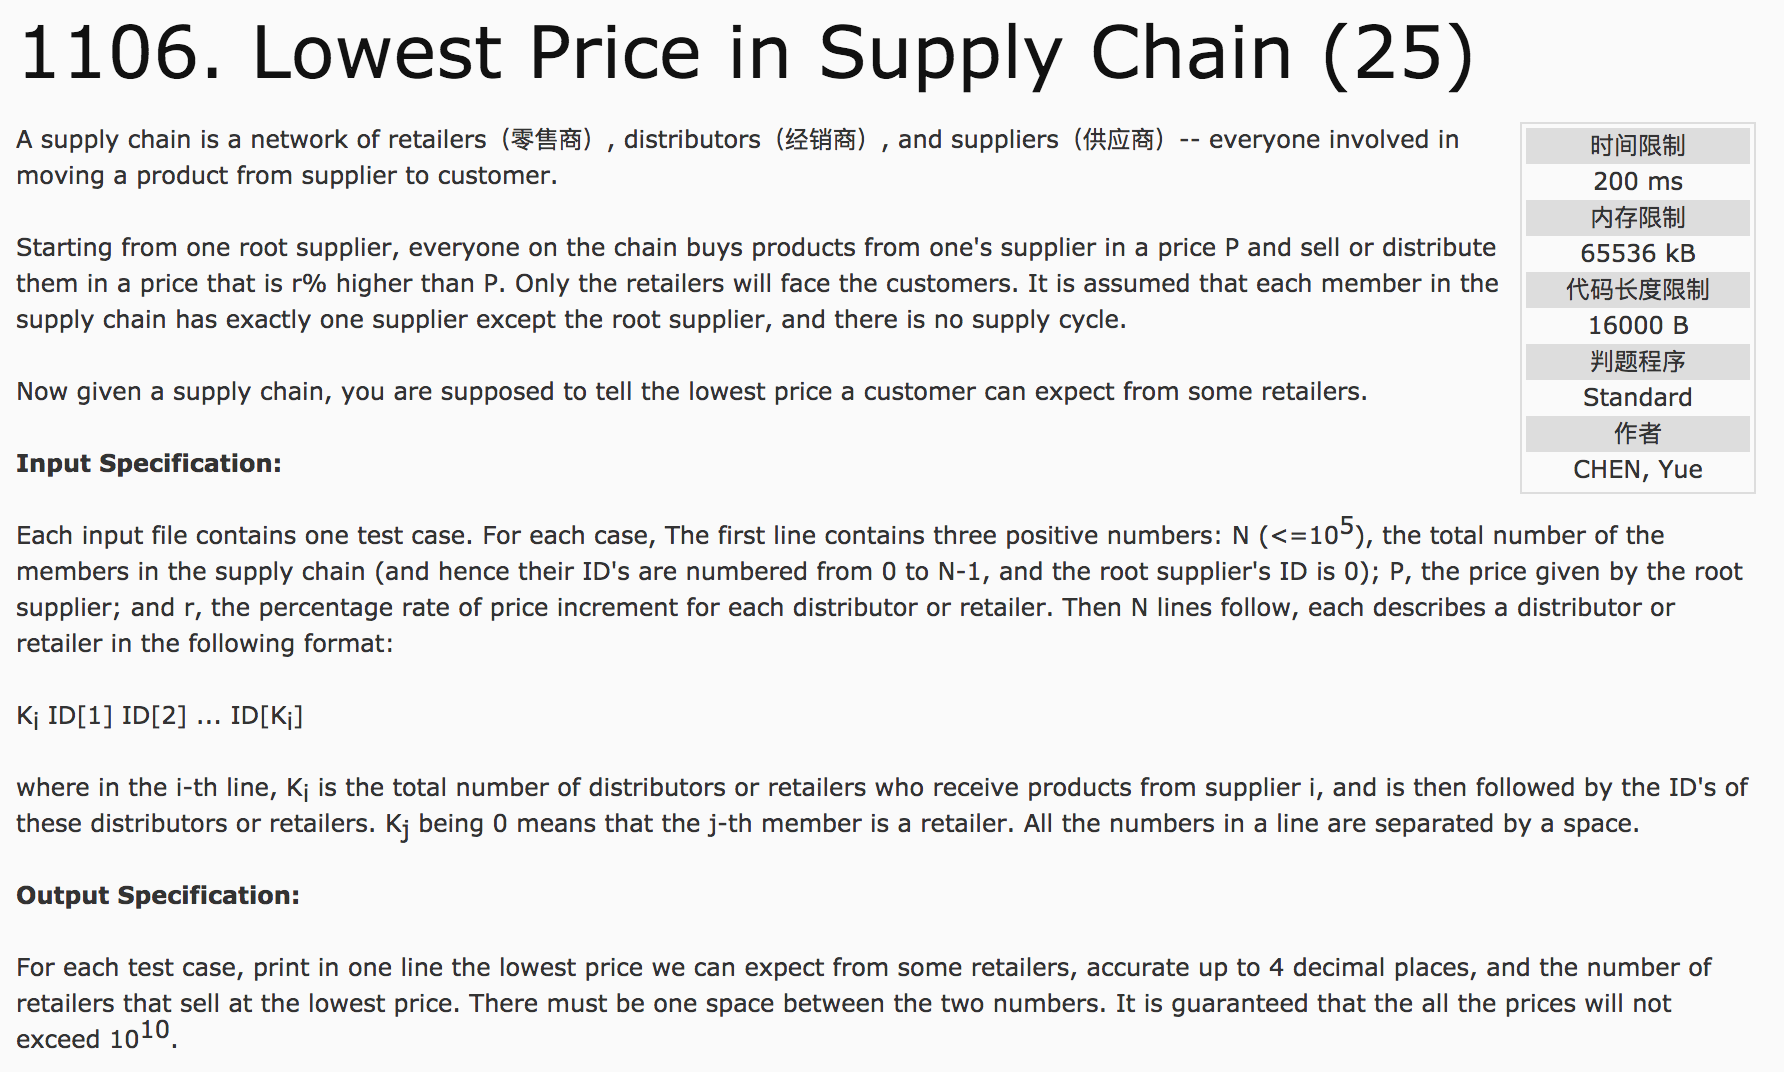 1106. Lowest Price in Supply Chain (25)
A supply chain is a network of retailers（零售商）, distributors（经销商）, and suppliers（供应商）-- everyone involved in
moving a product from supplier to customer.
Starting from one root supplier, everyone on the chain buys products from one's supplier in a price P and sell or distribute
them in a price that is r% higher than P. Only the retailers will face the customers. It is assumed that each member in the
supply chain has exactly one supplier except the root supplier, and there is no supply cycle.
Now given a supply chain, you are supposed to tell the lowest price a customer can expect from some retailers.
时间限制
200 ms
内存限制
65536 kB
代码长度限制
16000 B
判题程序
Standard
作者
CHEN, Yue
Input Specification:
Each input file contains one test case. For each case, The first line contains three positive numbers: N (<=10^5), the total number of the
members in the supply chain (and hence their ID's are numbered from 0 to N-1, and the root supplier's ID is 0); P, the price given by the root
supplier; and r, the percentage rate of price increment for each distributor or retailer. Then N lines follow, each describes a distributor or
retailer in the following format:
K_i ID[1] ID[2] ... ID[K_i]
where in the i-th line, K_i is the total number of distributors or retailers who receive products from supplier i, and is then followed by the ID's of
these distributors or retailers. K_j being 0 means that the j-th member is a retailer. All the numbers in a line are separated by a space.
Output Specification:
For each test case, print in one line the lowest price we can expect from some retailers, accurate up to 4 decimal places, and the number of
retailers that sell at the lowest price. There must be one space between the two numbers. It is guaranteed that the all the prices will not
exceed 10^10.